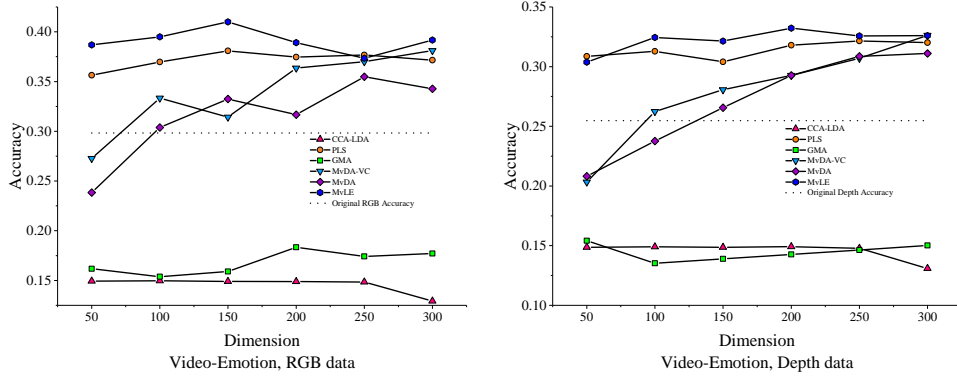 0.40
0.35
0.30
0.25
0.20
0.15
Accuracy
CCA-LDA
PLS
GMA
MvDA-VC
MvDA
MvLE
Original RGB Accuracy
50 100 150 200 250 300
Dimension
Video-Emotion, RGB data
0.35
0.30
0.25
0.20
0.15
0.10
Accuracy
CCA-LDA
PLS
GMA
MvDA-VC
MvDA
MvLE
Original Depth Accuracy
50 100 150 200 250 300
Dimension
Video-Emotion, Depth data